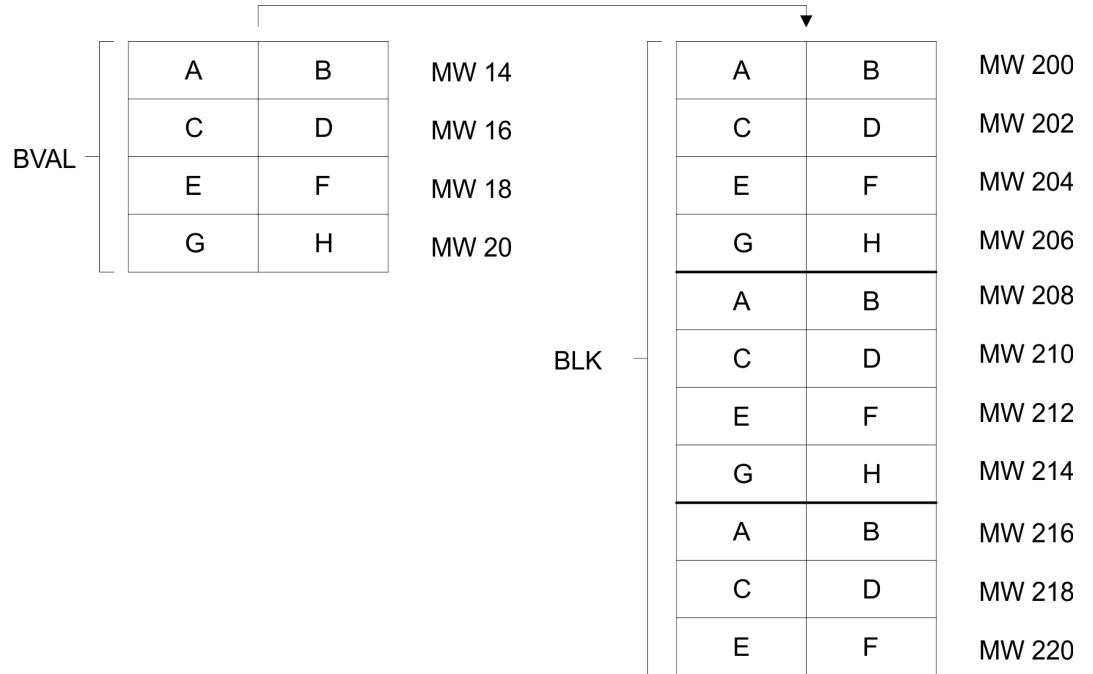 A B MW 14
C D MW 16
E F MW 18
G H MW 20
BVAL
A B MW 200
C D MW 202
E F MW 204
G H MW 206
A B MW 208
C D MW 210
E F MW 212
G H MW 214
A B MW 216
C D MW 218
E F MW 220
BLK